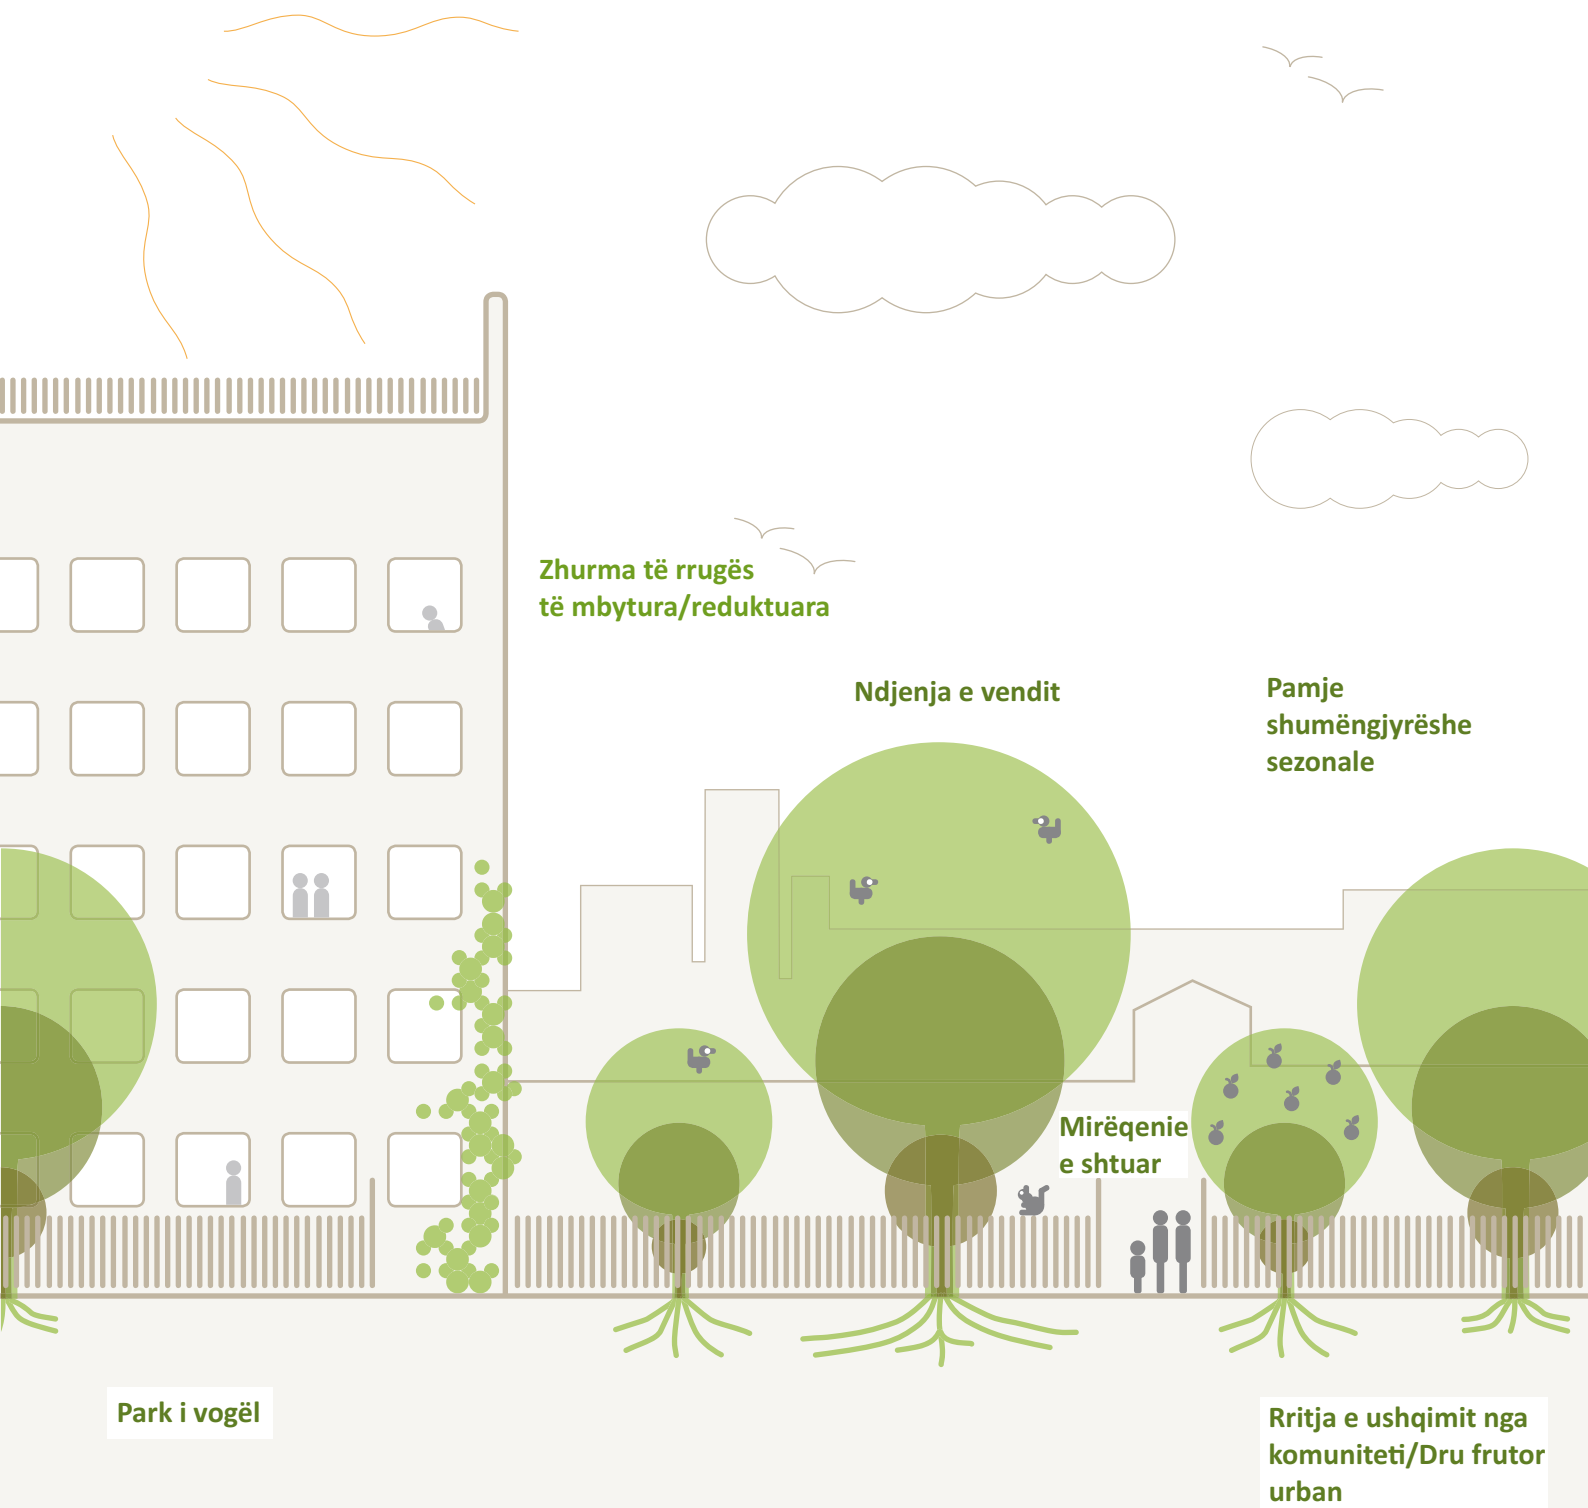 Zhurma të rrugës
të mbytura/reduktuara
Ndjenja e vendit
Pamje
shumëngjyrëshe
sezonale
Mirëqenie
e shtuar
Park i vogël
Rritja e ushqimit nga
komuniteti/Dru frutor
urban